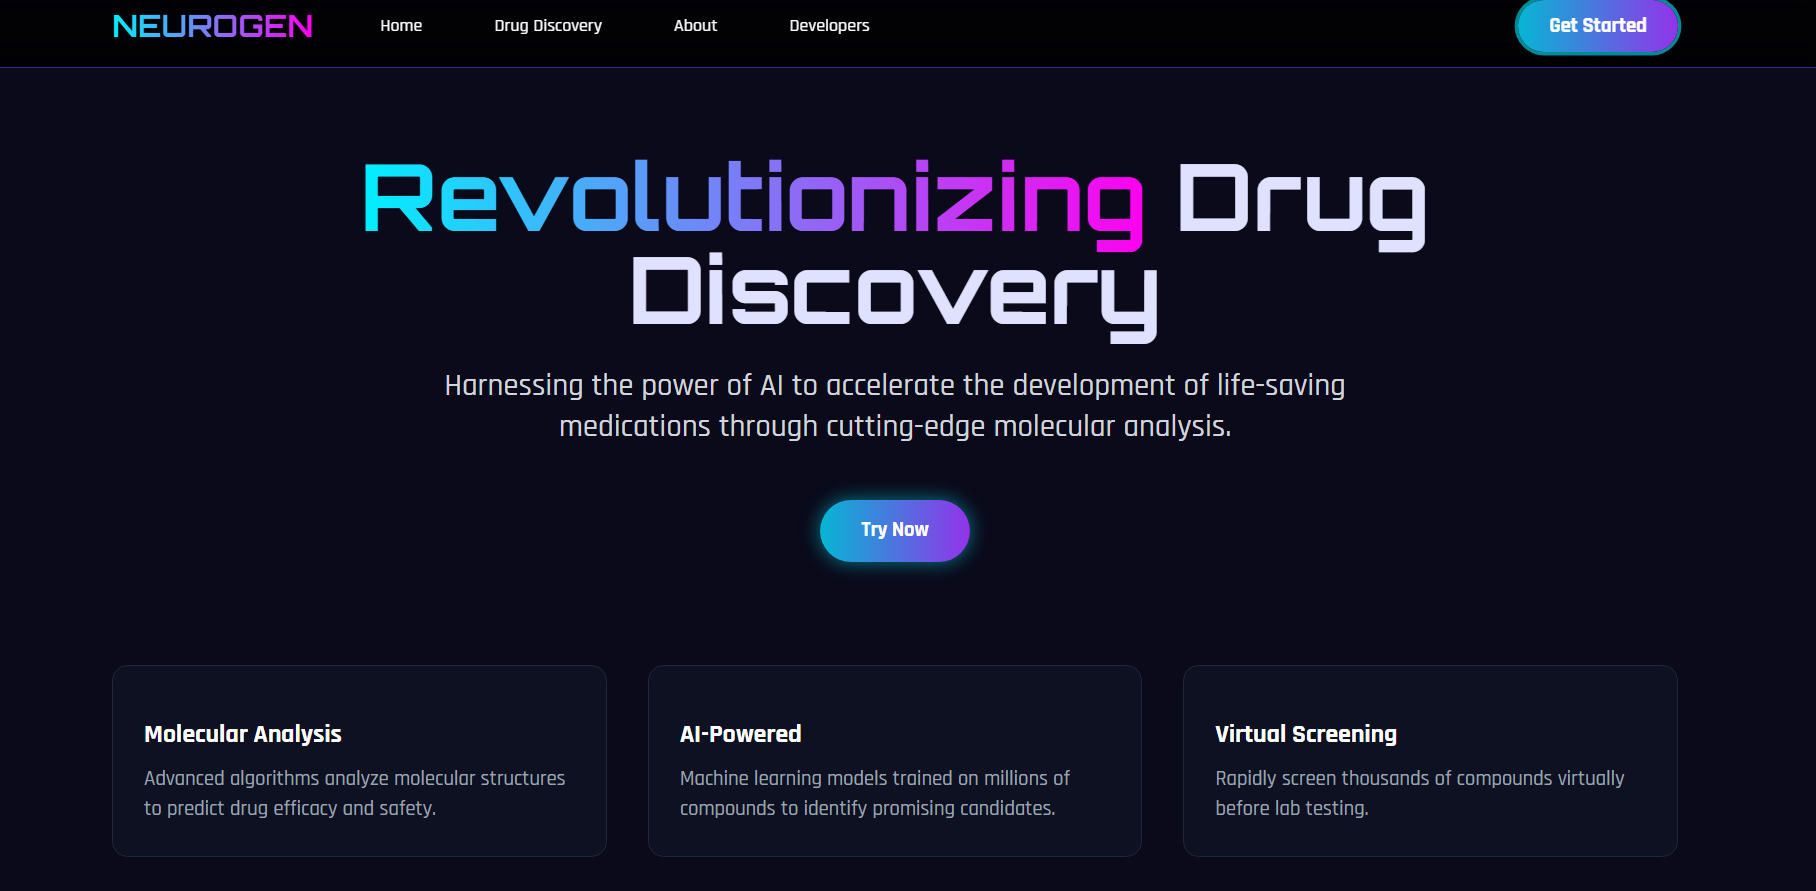 NEUROGEN Home Drug Discovery About Developers Get Started
Revolutionizing Drug
Discovery
Harnessing the power of AI to accelerate the development of life-saving
medications through cutting-edge molecular analysis.
Try Now
Molecular Analysis
Advanced algorithms analyze molecular structures
to predict drug efficacy and safety.
AI-Powered
Machine learning models trained on millions of
compounds to identify promising candidates.
Virtual Screening
Rapidly screen thousands of compounds virtually
before lab testing.